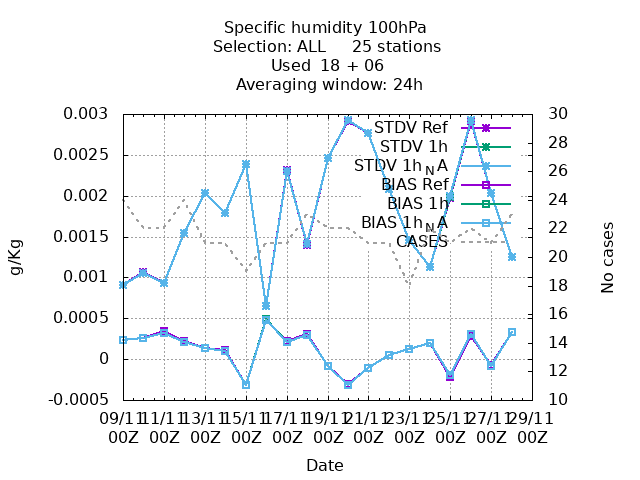 Specific humidity 100hPa
Selection: ALL 25 stations
Used 18 + 06
Averaging window: 24h
0.003
0.0025
0.002
0.0015
0.001
0.0005
0
-0.0005
g/Kg
30
28
26
24
22
20
18
16
14
12
10
No cases
STDV Ref
STDV 1h
STDV 1h_NA
BIAS Ref
BIAS 1h
BIAS 1h_NA
CASES
09/11 11/11 13/11 15/11 17/11 19/11 21/11 23/11 25/11 27/11 29/11
00Z 00Z 00Z 00Z 00Z 00Z 00Z 00Z 00Z 00Z 00Z
Date